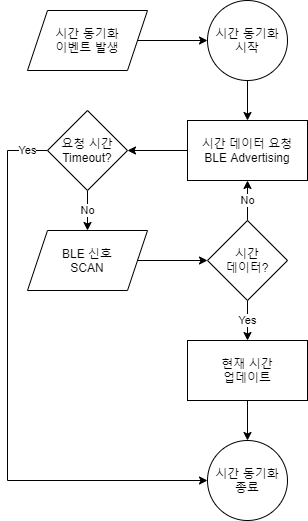 시간 동기화
이벤트 발생
시간 동기화
시작
요청 시간
Timeout?
시간 데이터 요청
BLE Advertising
Yes
No
No
BLE 신호
SCAN
시간
데이터?
Yes
현재 시간
업데이트
시간 동기화
종료